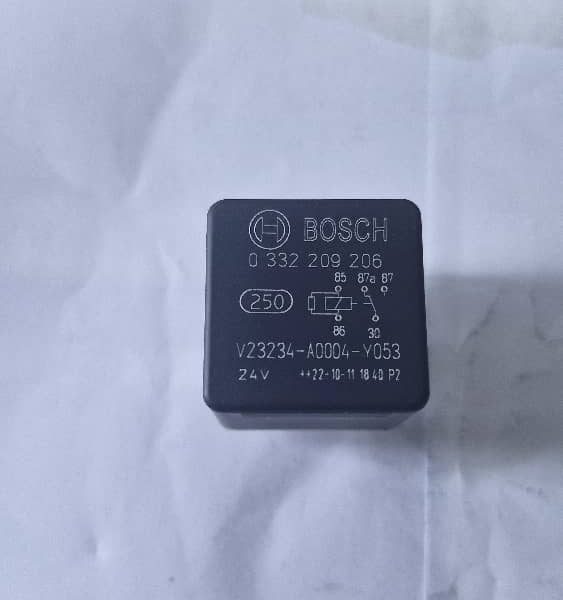 BOSCH
0 332 209 206
85 87a 87
250
86 30
V23234-A0004-Y053
24V ++22-10-11 18 40 P2